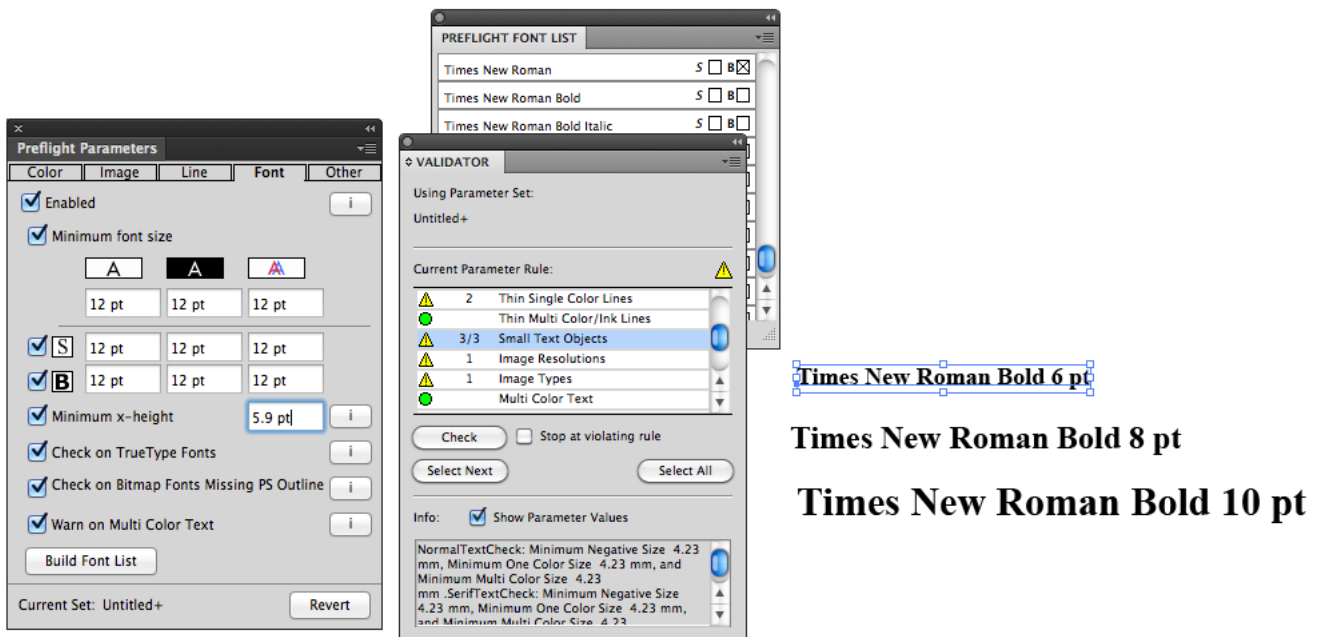 PREFLIGHT FONT LIST
Times New Roman S B
Times New Roman Bold S B
Times New Roman Bold Italic S B
Preflight Parameters
Color Image Line Font Other
Enabled i
Minimum font size
A A A
12 pt 12 pt 12 pt
S 12 pt 12 pt 12 pt
B 12 pt 12 pt 12 pt
Minimum x-height 5.9 pt i
Check on TrueType Fonts i
Check on Bitmap Fonts Missing PS Outline i
Warn on Multi Color Text i
Build Font List
Current Set: Untitled+ Revert
VALIDATOR
Using Parameter Set:
Untitled+
Current Parameter Rule:
2 Thin Single Color Lines
Thin Multi Color/Ink Lines
3/3 Small Text Objects
1 Image Resolutions
1 Image Types
Multi Color Text
Check Stop at violating rule
Select Next Select All
Info: Show Parameter Values
NormalTextCheck: Minimum Negative Size 4.23
mm, Minimum One Color Size 4.23 mm, and
Minimum Multi Color Size 4.23
mm .SerifTextCheck: Minimum Negative Size
4.23 mm, Minimum One Color Size 4.23 mm,
and Minimum Multi Color Size 4.23
Times New Roman Bold 6 pt
Times New Roman Bold 8 pt
Times New Roman Bold 10 pt